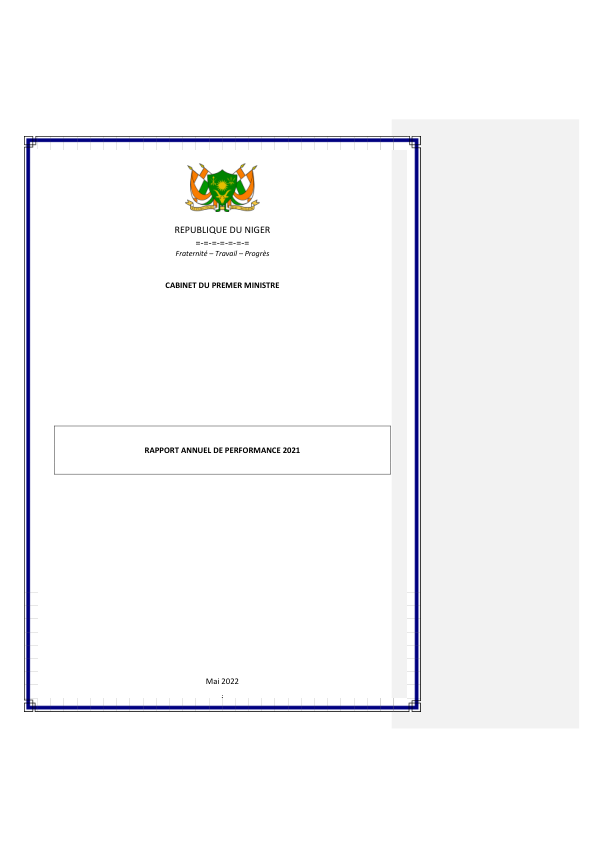 REPUBLIQUE DU NIGER
=-=-=-=-=-=-=
Fraternité – Travail – Progrès
CABINET DU PREMER MINISTRE
RAPPORT ANNUEL DE PERFORMANCE 2021
Mai 2022
: